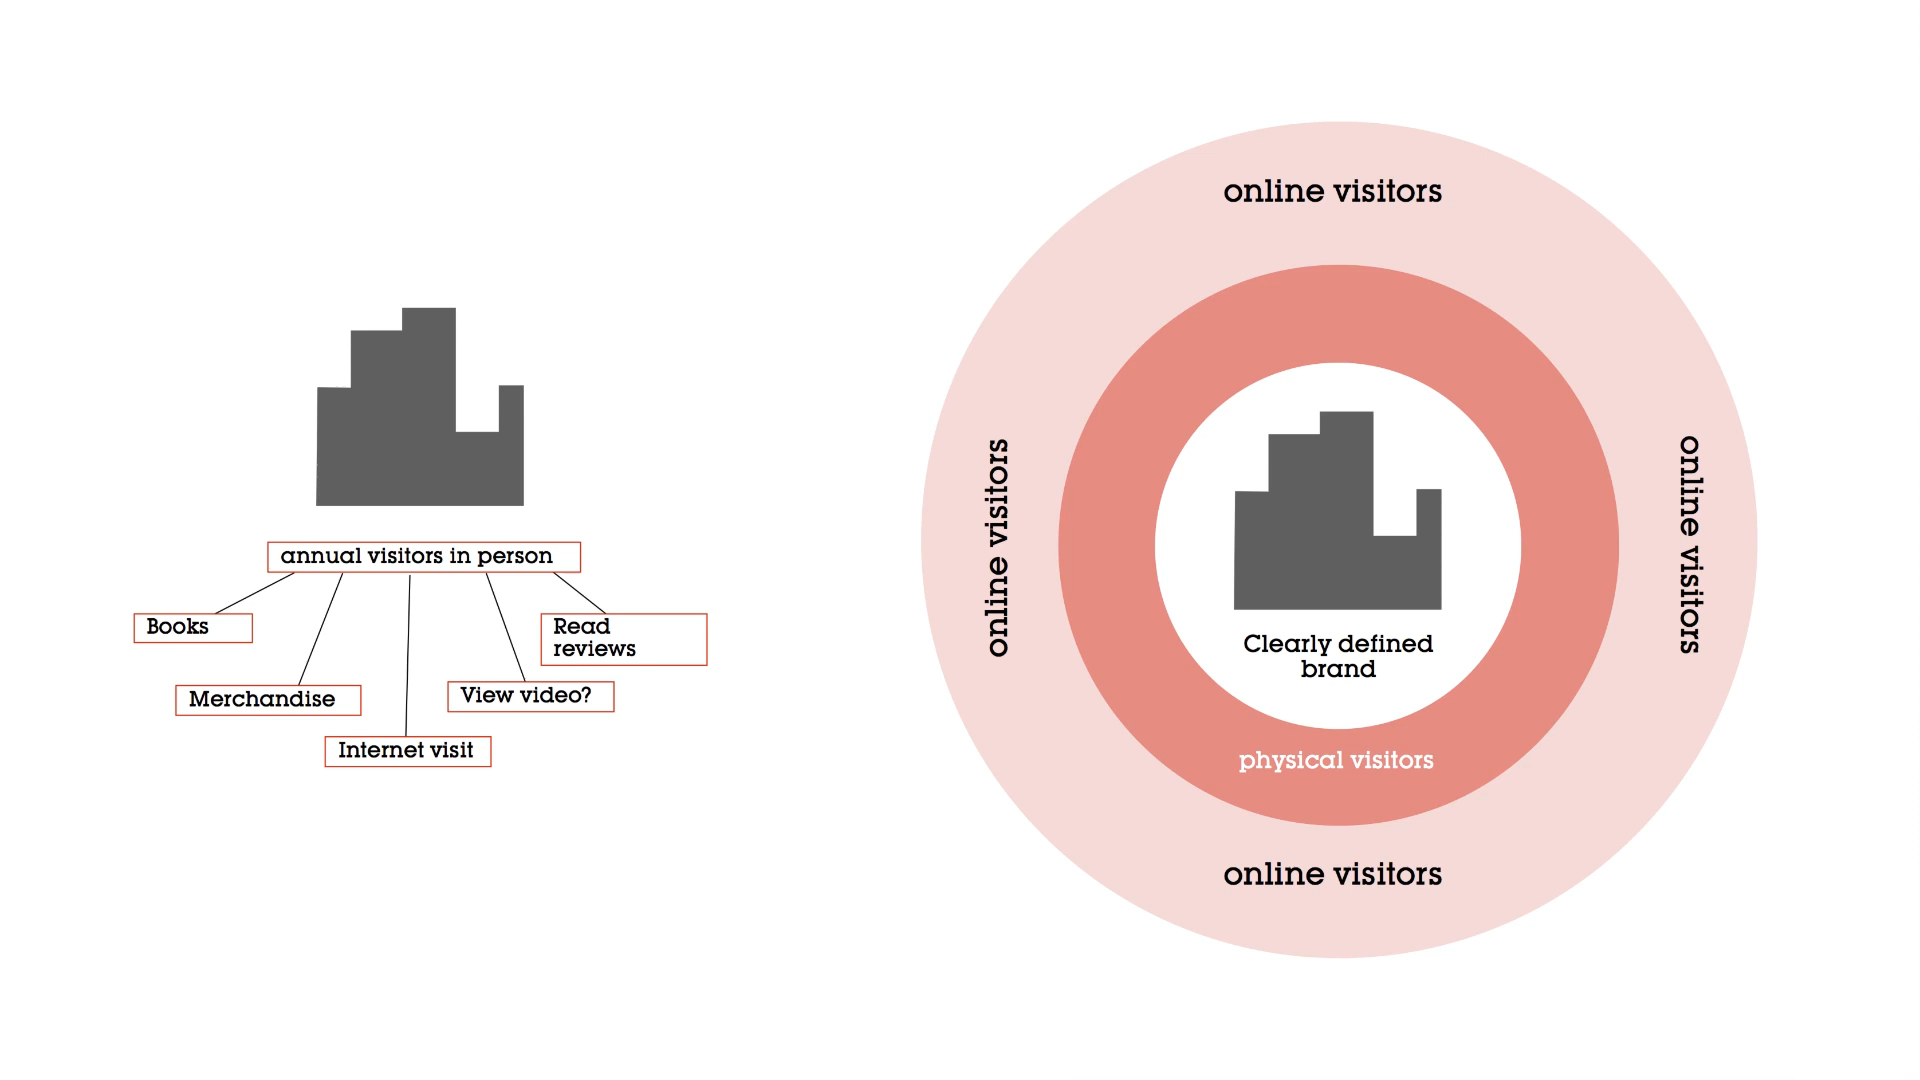 annual visitors in person
Books
Read
reviews
Merchandise
View video?
Internet visit
online visitors
online visitors
online visitors
Clearly defined
brand
physical visitors
online visitors